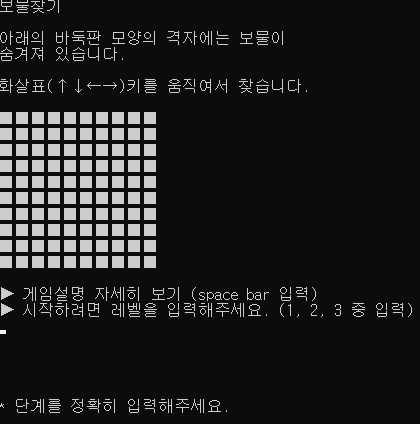 보물찾기
아래의 바둑판 모양의 격자에는 보물이
숨겨져 있습니다.
화살표(↑↓←→)키를 움직여서 찾습니다.
▶ 게임설명 자세히 보기 (space bar 입력)
▶ 시작하려면 레벨을 입력해주세요. (1, 2, 3 중 입력)
* 단계를 정확히 입력해주세요.